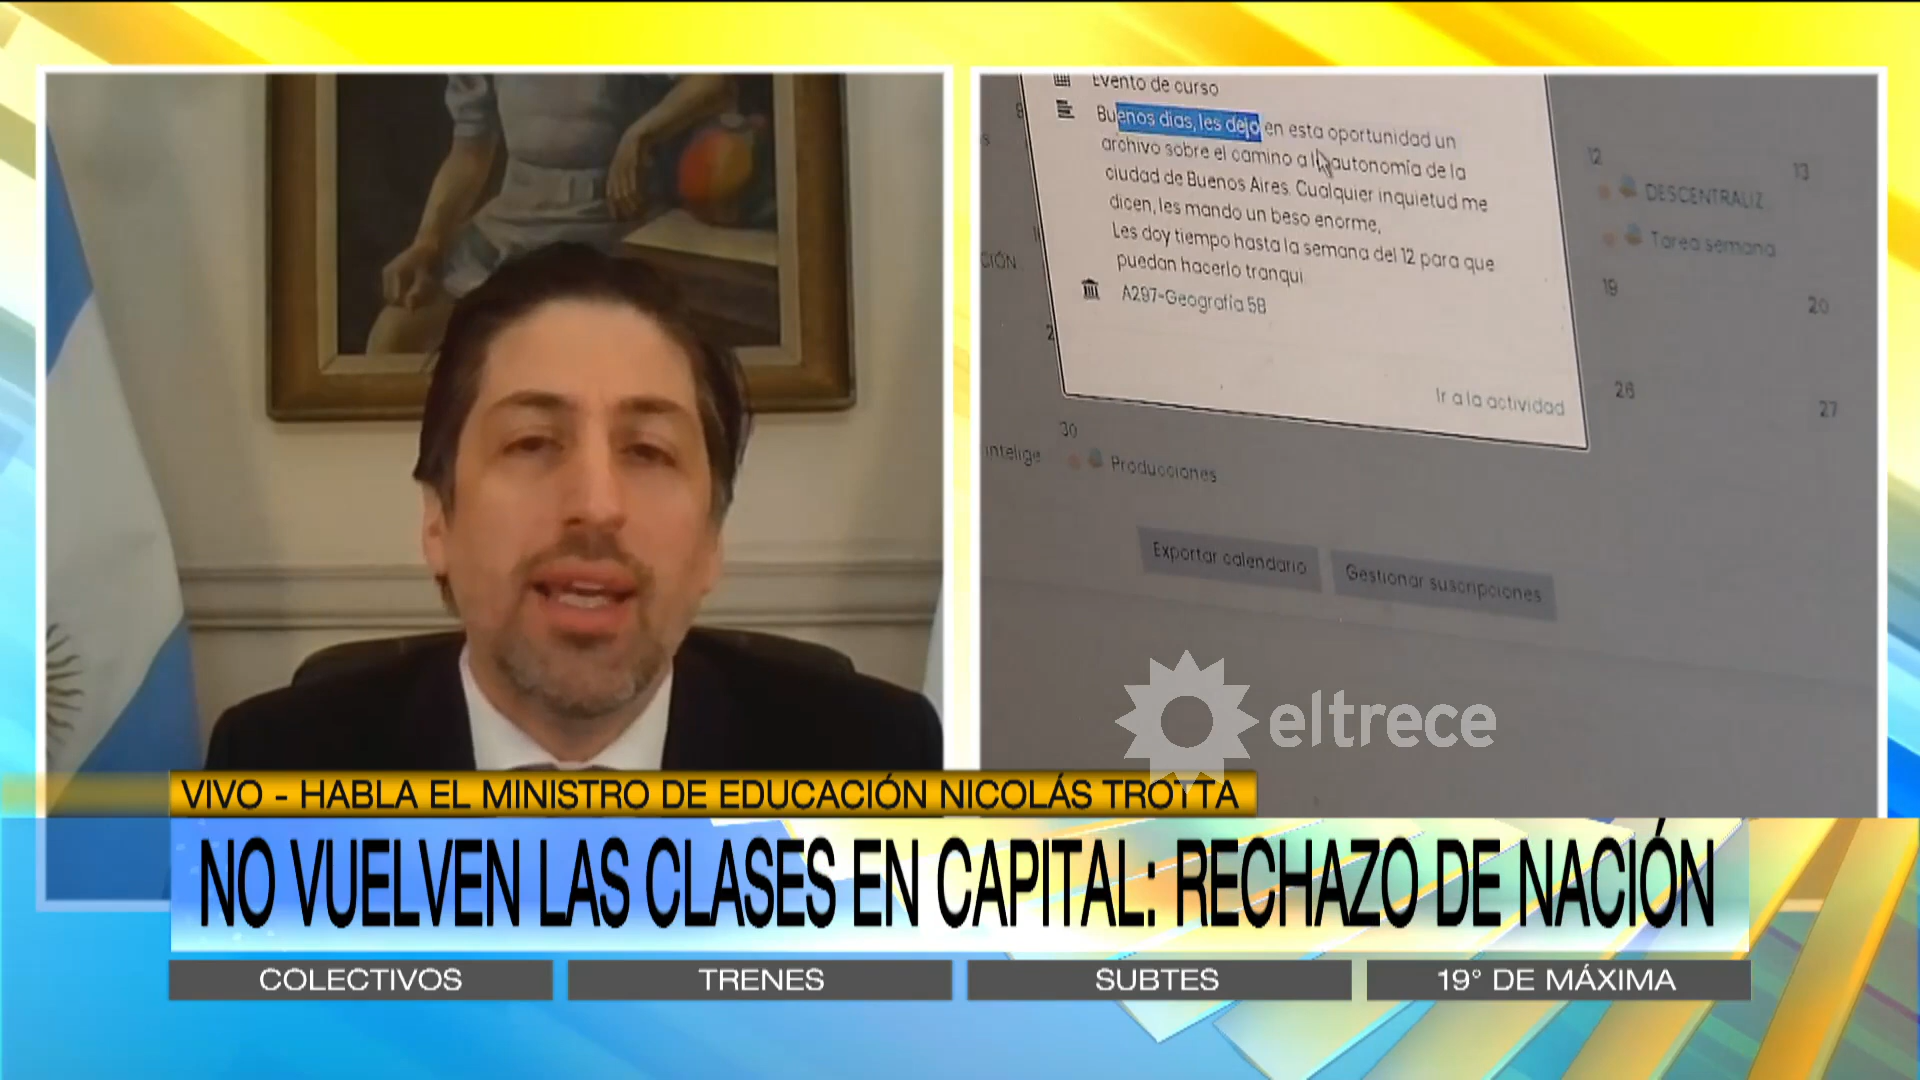 Evento de curso
Buenos dias, les dejo en esta oportunidad un
archivo sobre el camino a la autonomía de la
ciudad de Buenos Aires. Cualquier inquietud me
dicen, les mando un beso enorme,
Les doy tiempo hasta la semana del 12 para que
puedan hacerlo tranqui
A297-Geografía 5B
Ir a la actividad
12
13
DESCENTRALIZ
Tarea semana
CIÓN
19
20
26
27
30
intelige
Producciones
Exportar calendario
Gestionar suscripciones
eltrece
VIVO - HABLA EL MINISTRO DE EDUCACIÓN NICOLÁS TROTTA
NO VUELVEN LAS CLASES EN CAPITAL: RECHAZO DE NACIÓN
COLECTIVOS
TRENES
SUBTES
19° DE MÁXIMA